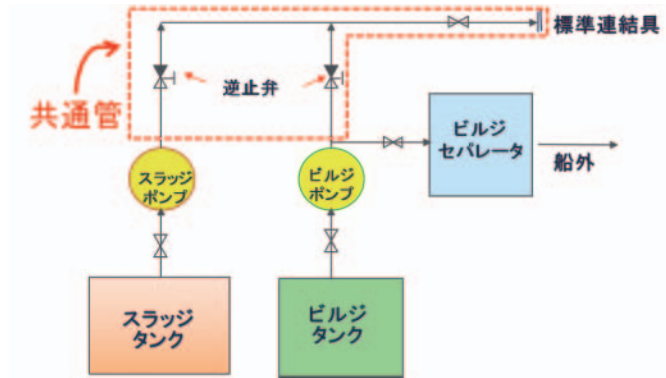 標準連結具
逆止弁
共通管
ビルジ
セパレータ
船外
スラッジ
ポンプ
ビルジ
ポンプ
スラッジ
タンク
ビルジ
タンク